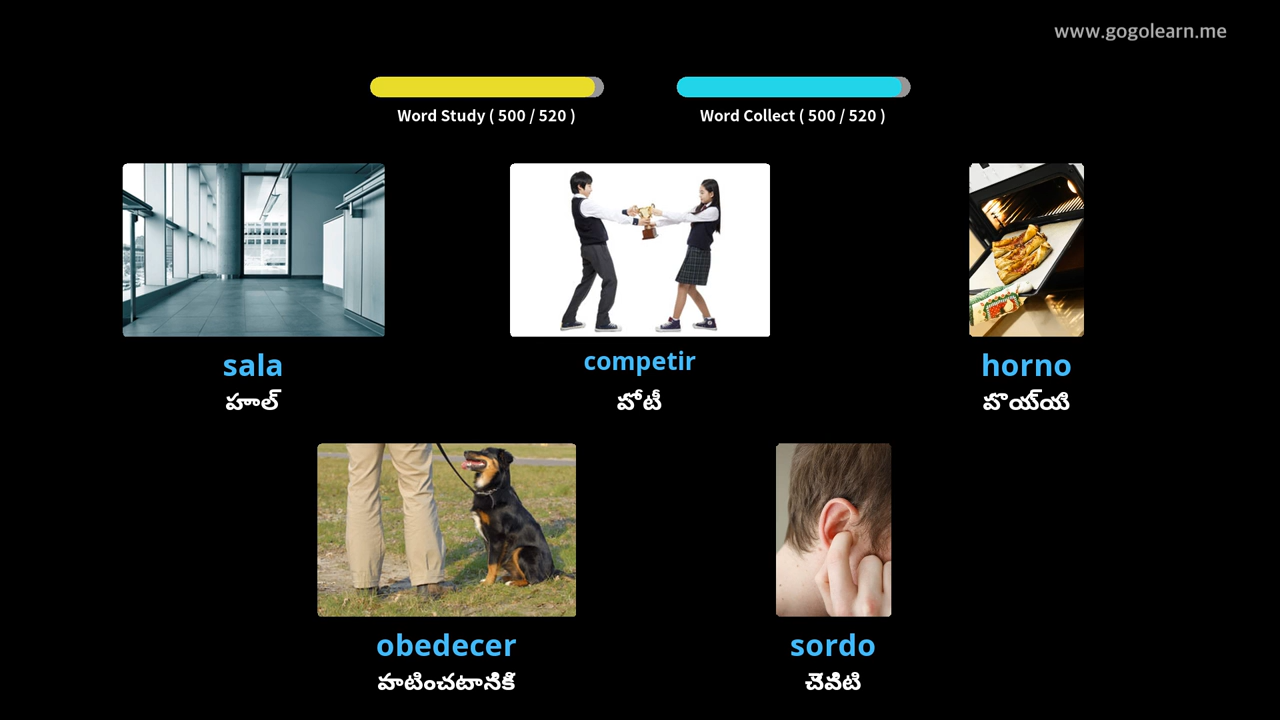 www.gogolearn.me
Word Study ( 500 / 520 )
Word Collect ( 500 / 520 )
sala
హాల్
competir
పోటీ
horno
పొయ్యి
obedecer
పాటించటానికి
sordo
చెవిటి